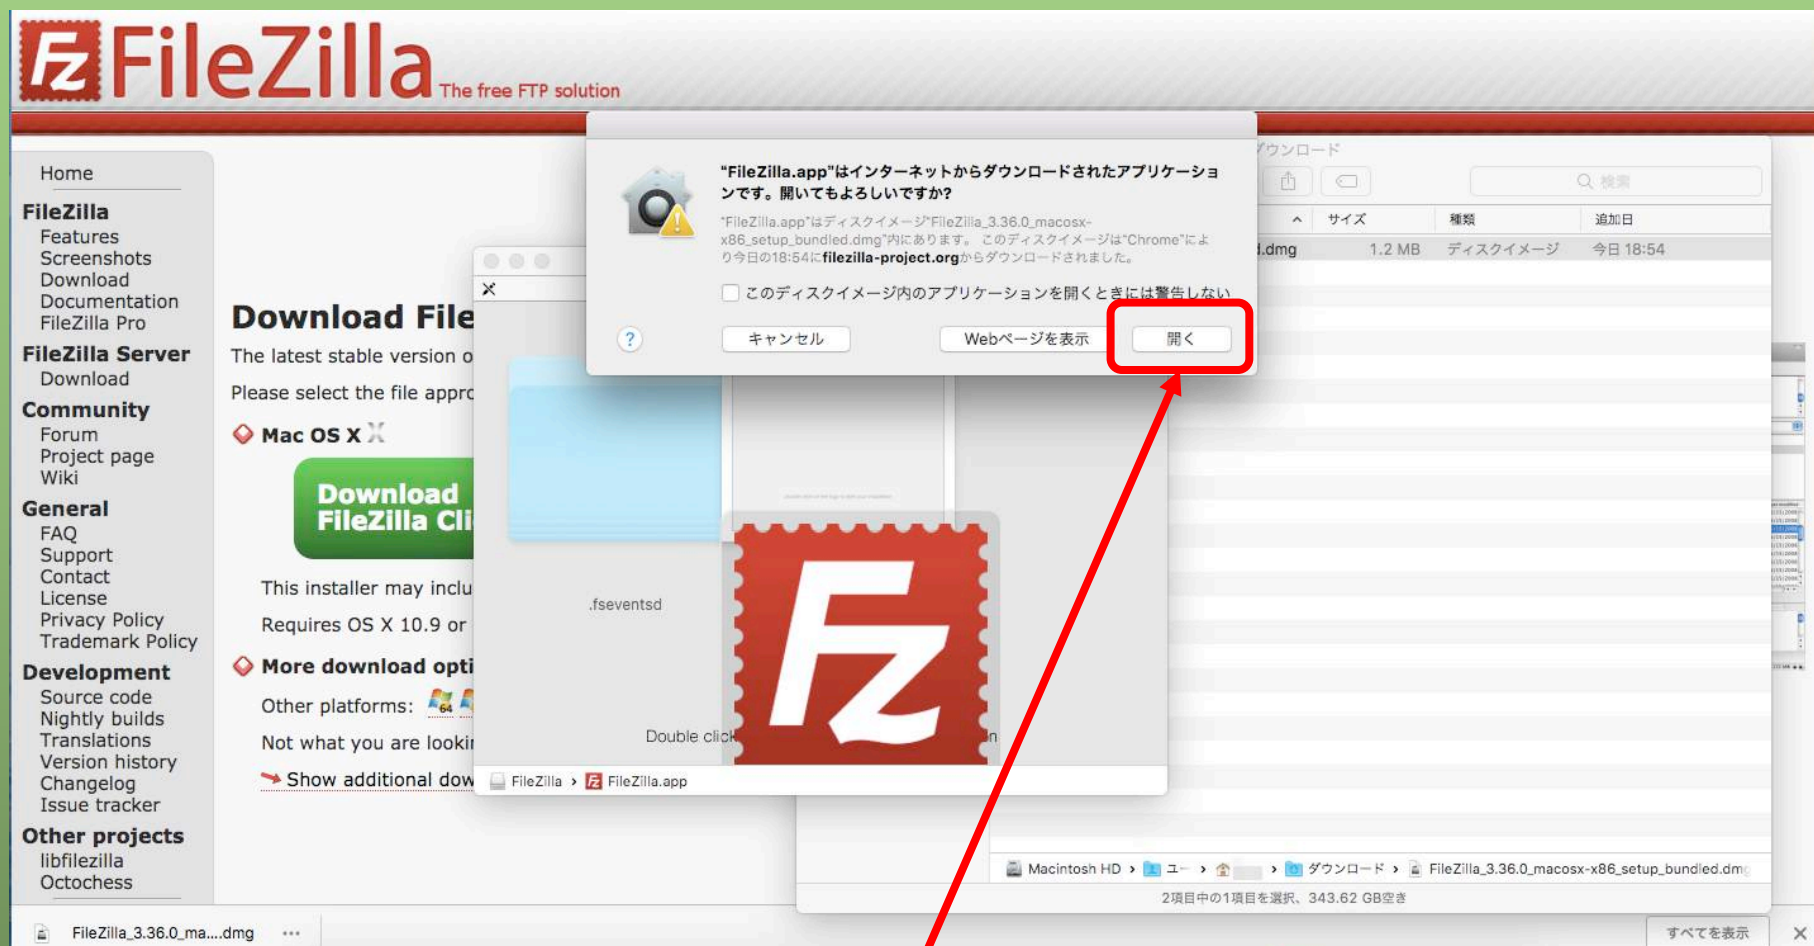 FileZilla The free FTP solution
Home
FileZilla
Features
Screenshots
Download
Documentation
FileZilla Pro
FileZilla Server
Download
Community
Forum
Project page
Wiki
General
FAQ
Support
Contact
License
Privacy Policy
Trademark Policy
Development
Source code
Nightly builds
Translations
Version history
Changelog
Issue tracker
Other projects
libfilezilla
Octochess
Download File
The latest stable version o
Please select the file appro
Mac OS X
Download
FileZilla Cli
This installer may inclu
Requires OS X 10.9 or
More download opti
Other platforms:
Not what you are lookin
Show additional dow
"FileZilla.app"はインターネットからダウンロードされたアプリケーショ
ンです。開いてもよろしいですか?
"FileZilla.app"はディスクイメージ"FileZilla_3.36.0_macosx-
x86_setup_bundled.dmg"内にあります。 このディスクイメージは"Chrome"によ
り今日の18:54にfilezilla-project.orgからダウンロードされました。
このディスクイメージ内のアプリケーションを開くときには警告しない
? キャンセル Webページを表示 開く
.fseventsd
Double click
FileZilla › FileZilla.app
ダウンロード
検索
サイズ 種類 追加日
d.dmg 1.2 MB ディスクイメージ 今日 18:54
Macintosh HD › ユー › › ダウンロード › FileZilla_3.36.0_macosx-x86_setup_bundled.dmg
2項目中の1項目を選択、343.62 GB空き
FileZilla_3.36.0_ma....dmg ... すべてを表示